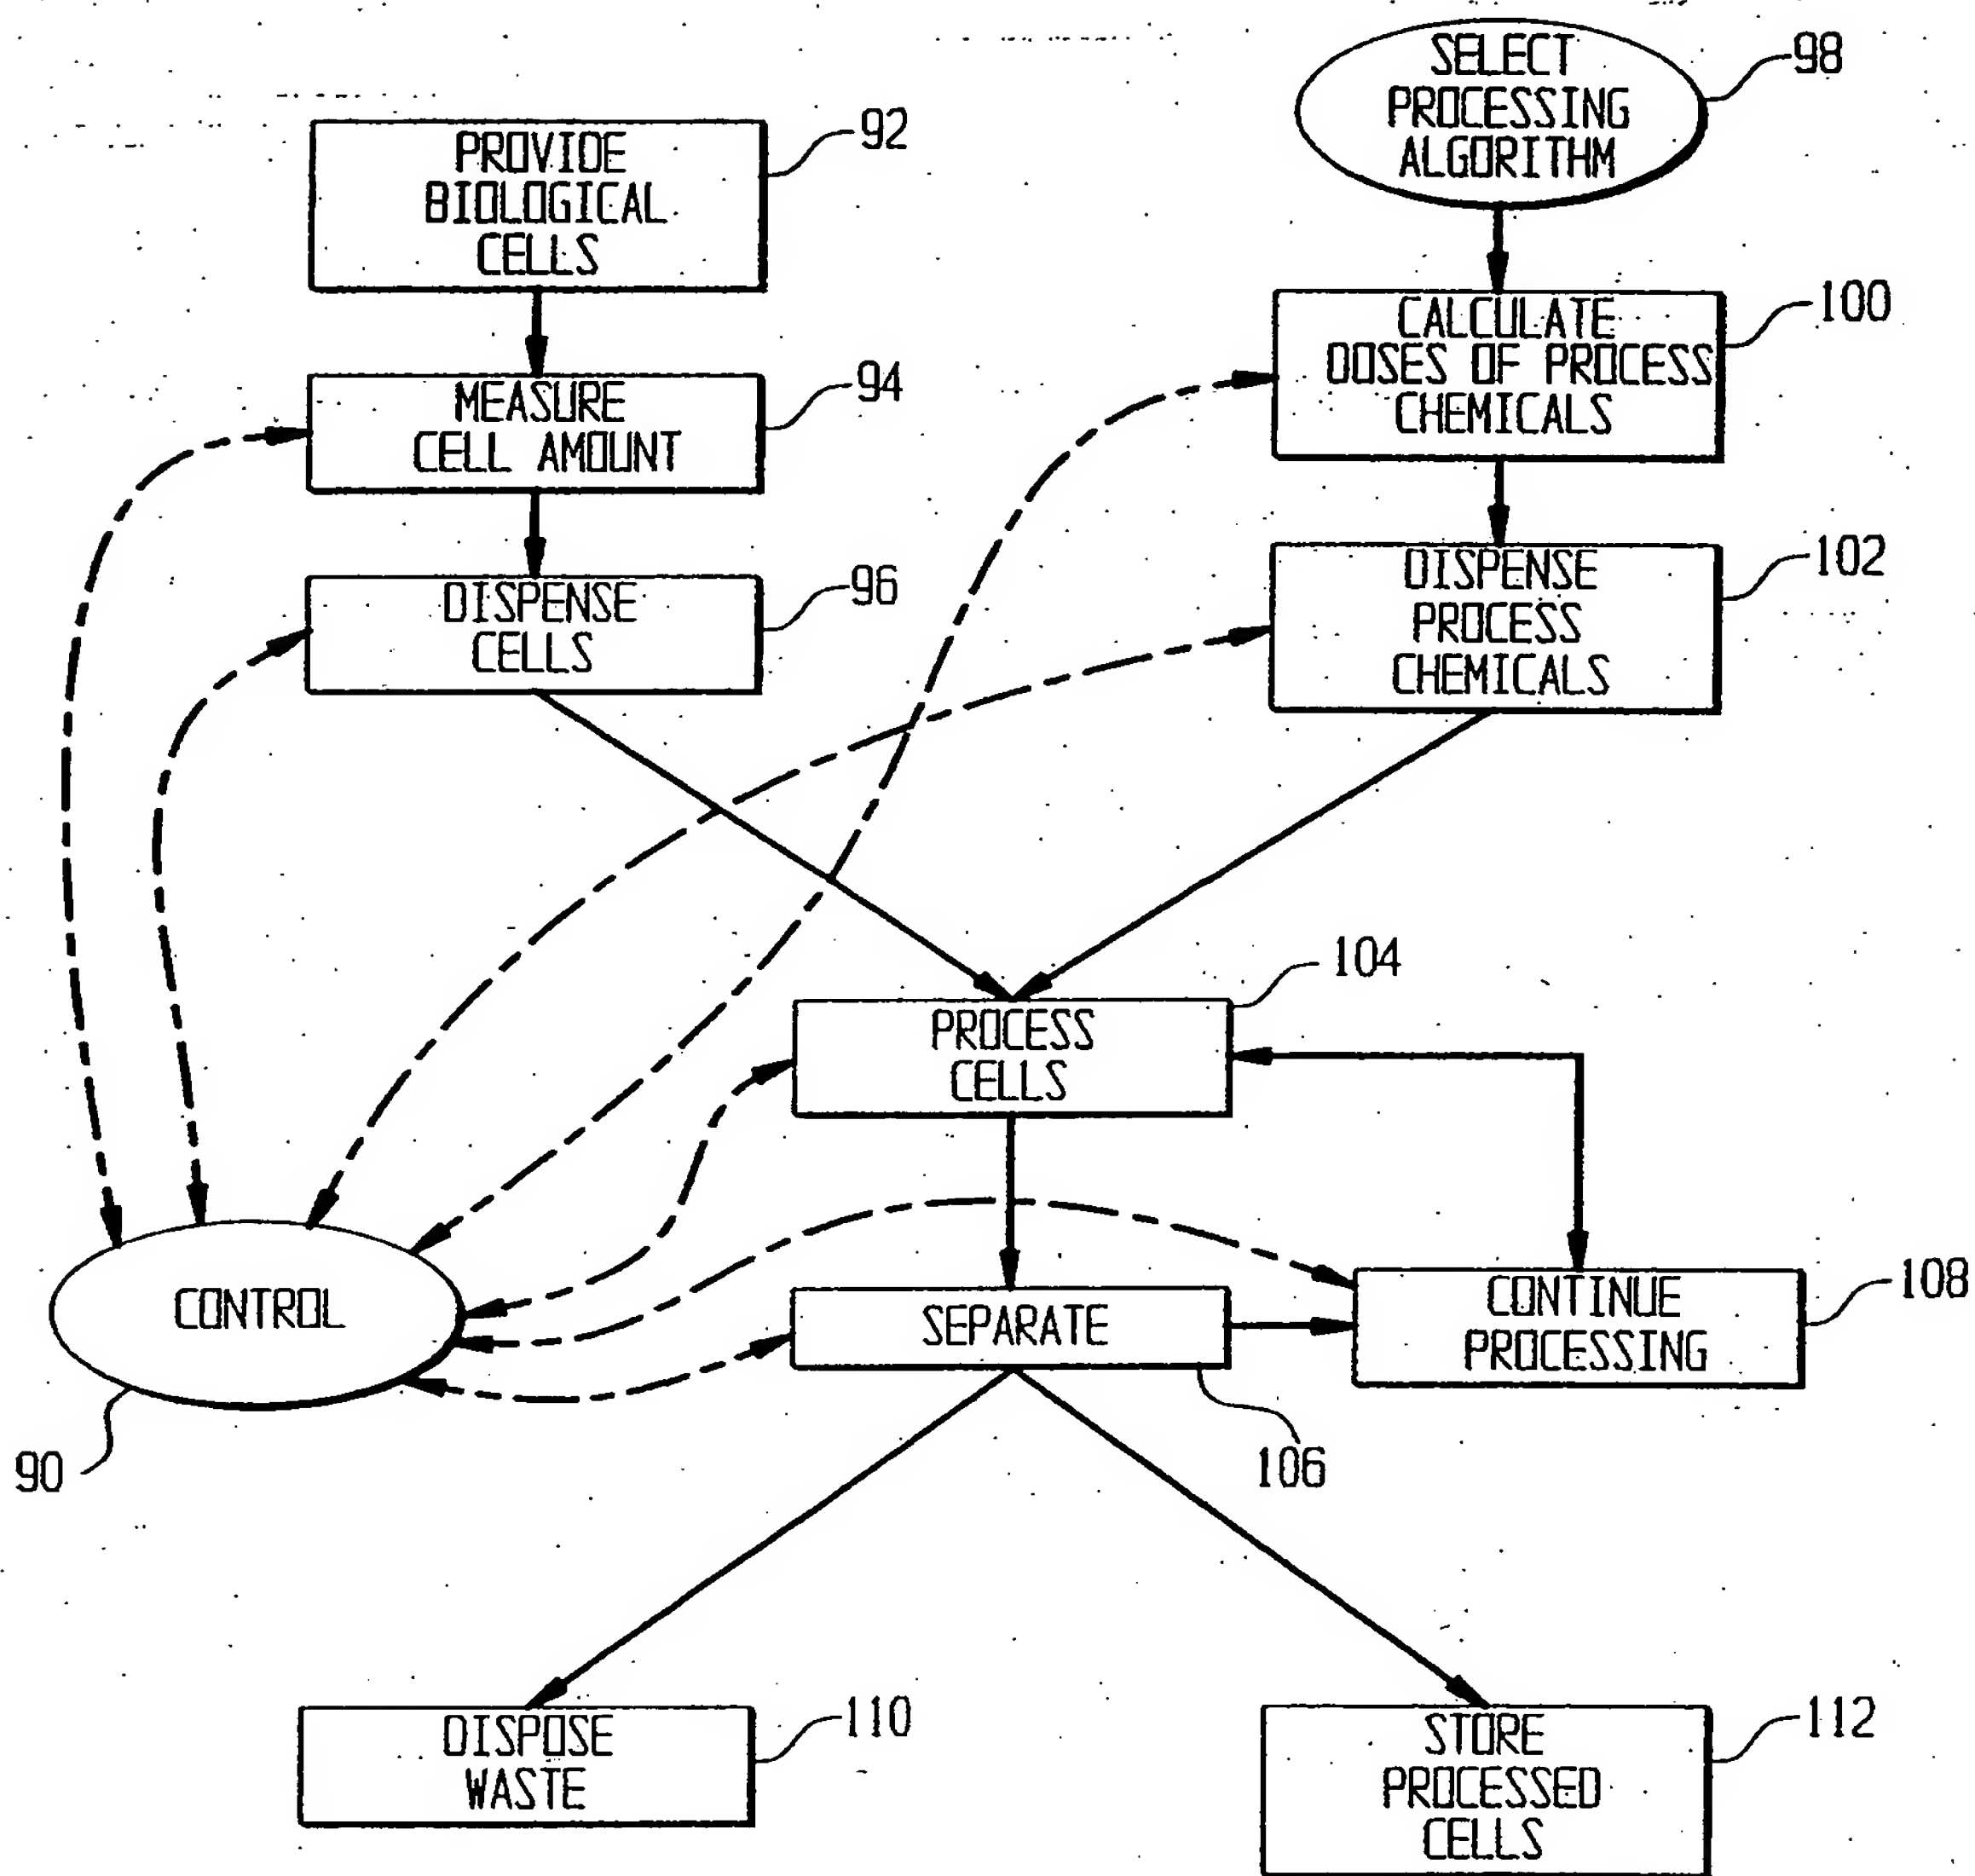 SELECT
PROCESSING
ALGORITHM
98
PROVIDE
BIOLOGICAL
CELLS
92
CALCULATE
DOSES OF PROCESS
CHEMICALS
100
MEASURE
CELL AMOUNT
94
DISPENSE
PROCESS
CHEMICALS
102
DISPENSE
CELLS
96
PROCESS
CELLS
104
CONTROL
90
SEPARATE
106
CONTINUE
PROCESSING
108
DISPOSE
WASTE
110
STORE
PROCESSED
CELLS
112